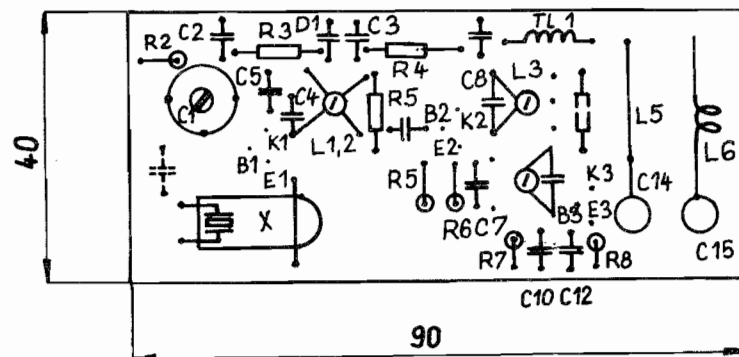 C2
R3
D1
C3
TL 1
R2
R4
C5
C8
L3
C1
C4
R5
B2
K2
L5
L6
K1
L1,2
E2
B1
E1
R5
K3
C14
X
R6
C7
B3
E3
C15
R7
R8
C10
C12
40
90